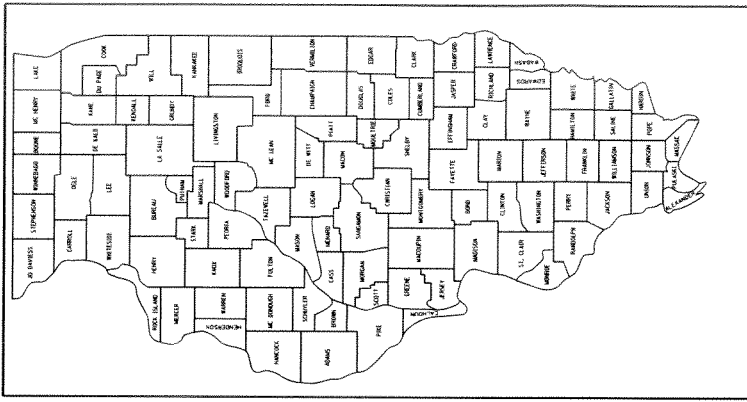 JO DAVIESS
STEPHENSON
WINNEBAGO
BOONE
MC HENRY
LAKE
CARROLL
OGLE
DE KALB
KANE
DU PAGE
COOK
WHITESIDE
LEE
KENDALL
WILL
ROCK ISLAND
HENRY
BUREAU
LA SALLE
GRUNDY
MERCER
PUTNAM
KANKAKEE
STARK
MARSHALL
LIVINGSTON
HENDERSON
WARREN
KNOX
PEORIA
WOODFORD
IROQUOIS
HANCOCK
MC DONOUGH
FULTON
TAZEWELL
MC LEAN
FORD
SCHUYLER
MASON
LOGAN
DE WITT
PIATT
CHAMPAIGN
VERMILION
ADAMS
BROWN
CASS
MENARD
SANGAMON
MACON
DOUGLAS
EDGAR
PIKE
SCOTT
MORGAN
CHRISTIAN
MOULTRIE
COLES
CLARK
CALHOUN
GREENE
JERSEY
MACOUPIN
MONTGOMERY
SHELBY
CUMBERLAND
MADISON
BOND
FAYETTE
EFFINGHAM
JASPER
CRAWFORD
ST. CLAIR
CLINTON
MARION
CLAY
RICHLAND
LAWRENCE
MONROE
WASHINGTON
JEFFERSON
WAYNE
EDWARDS
WABASH
RANDOLPH
PERRY
FRANKLIN
HAMILTON
WHITE
JACKSON
WILLIAMSON
SALINE
GALLATIN
UNION
JOHNSON
POPE
HARDIN
ALEXANDER
PULASKI
MASSAC